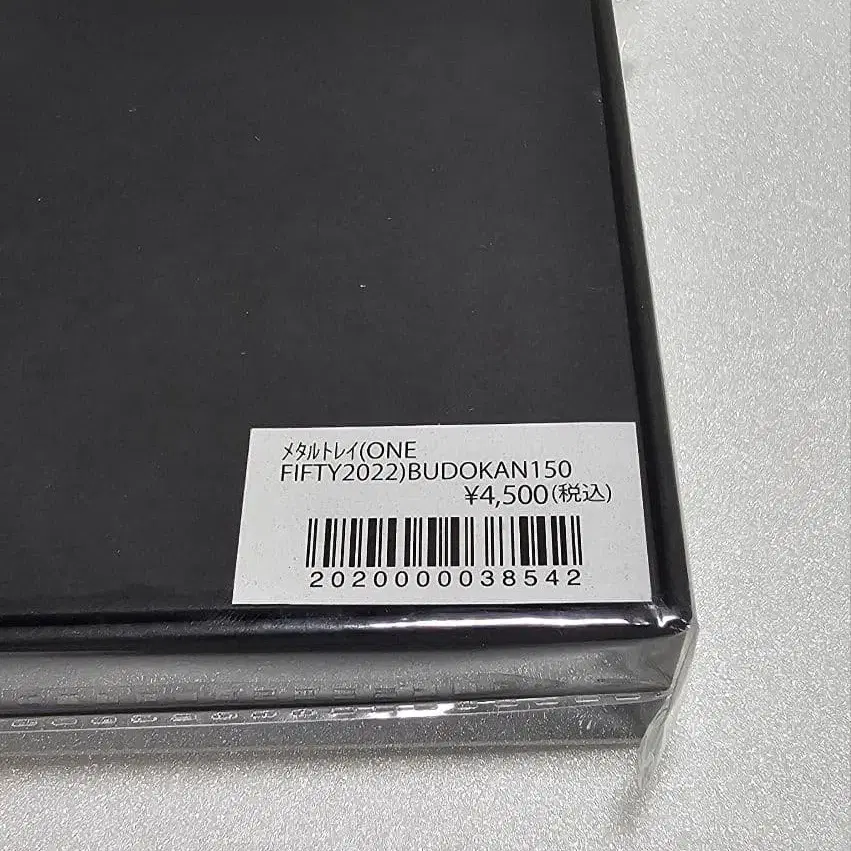 ﾒﾀﾙﾄﾚｲ(ONE
FIFTY2022)BUDOKAN150
¥4,500(税込)
2020000038542